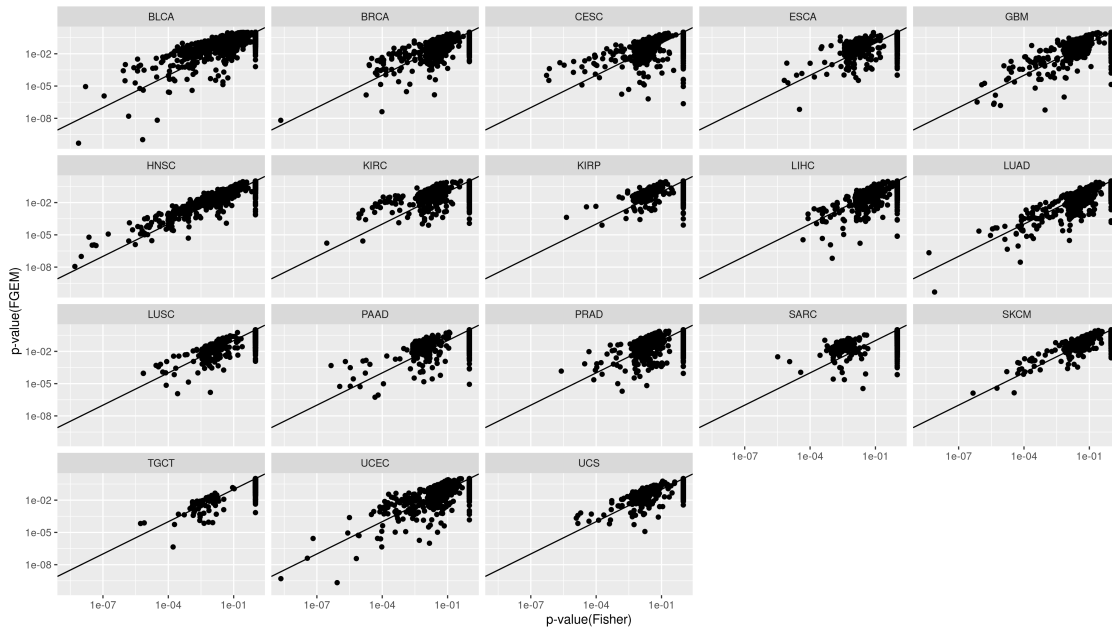 BLCA BRCA CESC ESCA GBM
1e-02
1e-05
1e-08
HNSC KIRC KIRP LIHC LUAD
1e-02
1e-05
1e-08
p-value(FGEM)
LUSC PAAD PRAD SARC SKCM
1e-02
1e-05
1e-08
1e-07 1e-04 1e-01 1e-07 1e-04 1e-01
TGCT UCEC UCS
1e-02
1e-05
1e-08
1e-07 1e-04 1e-01 1e-07 1e-04 1e-01 1e-07 1e-04 1e-01
p-value(Fisher)